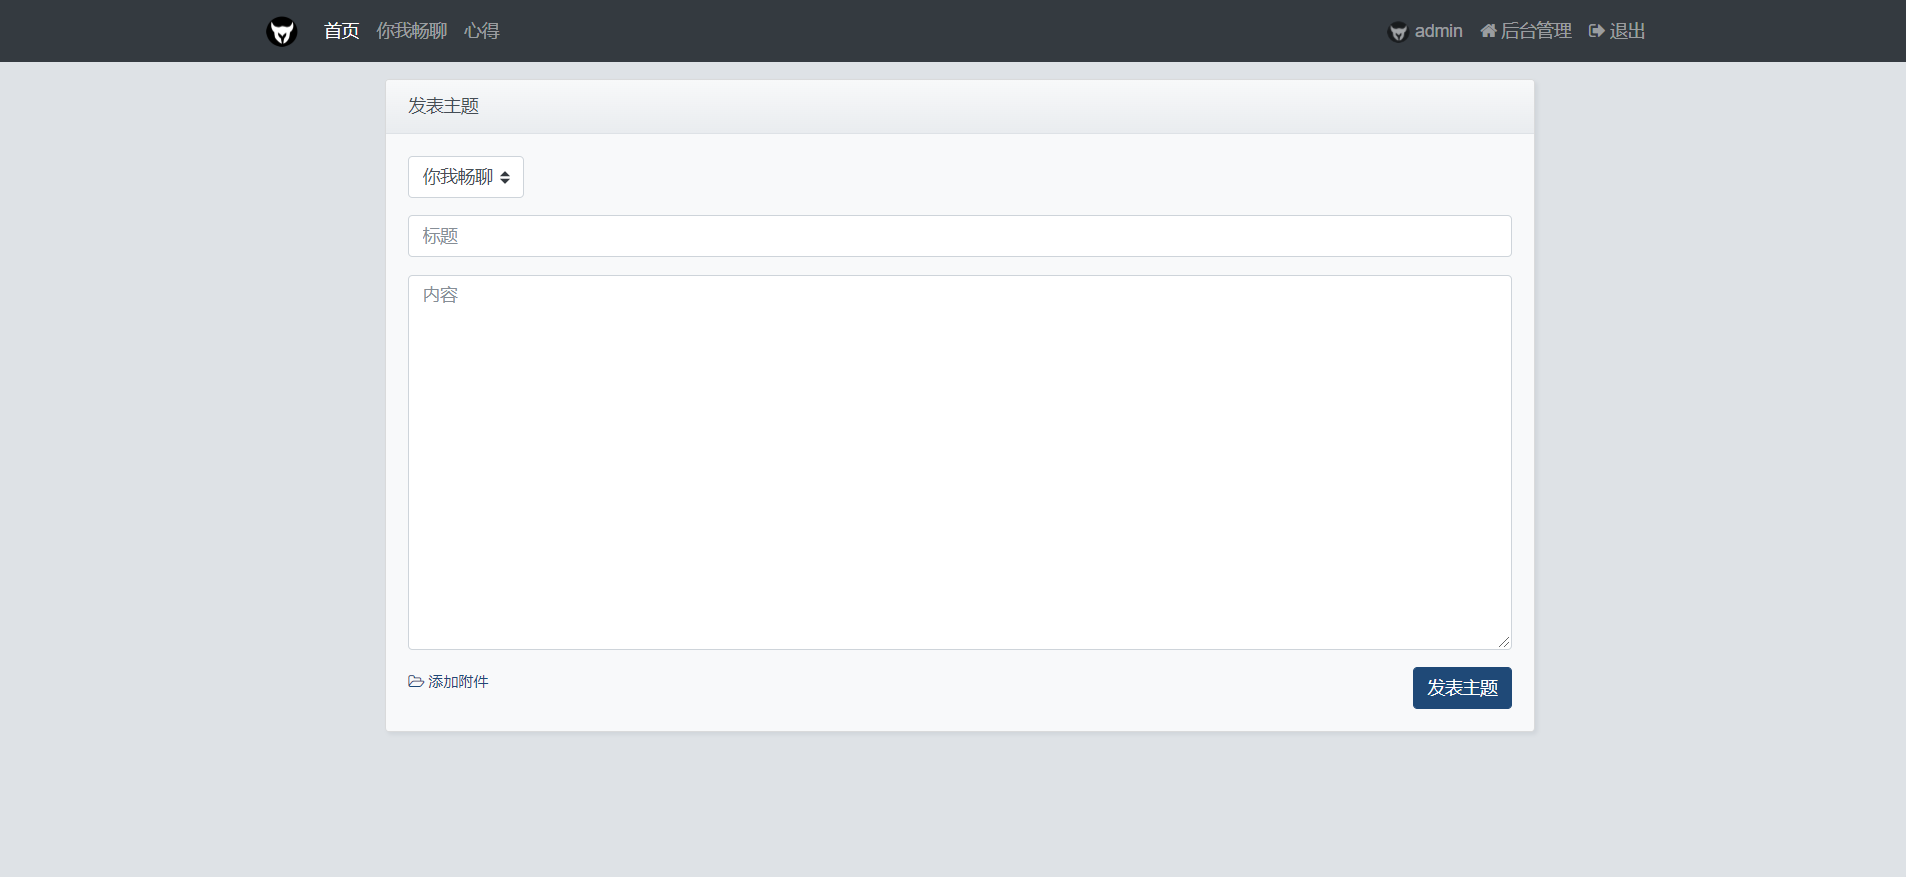 首页 你我畅聊 心得 admin 后台管理 退出
发表主题
你我畅聊
标题
内容
添加附件 发表主题